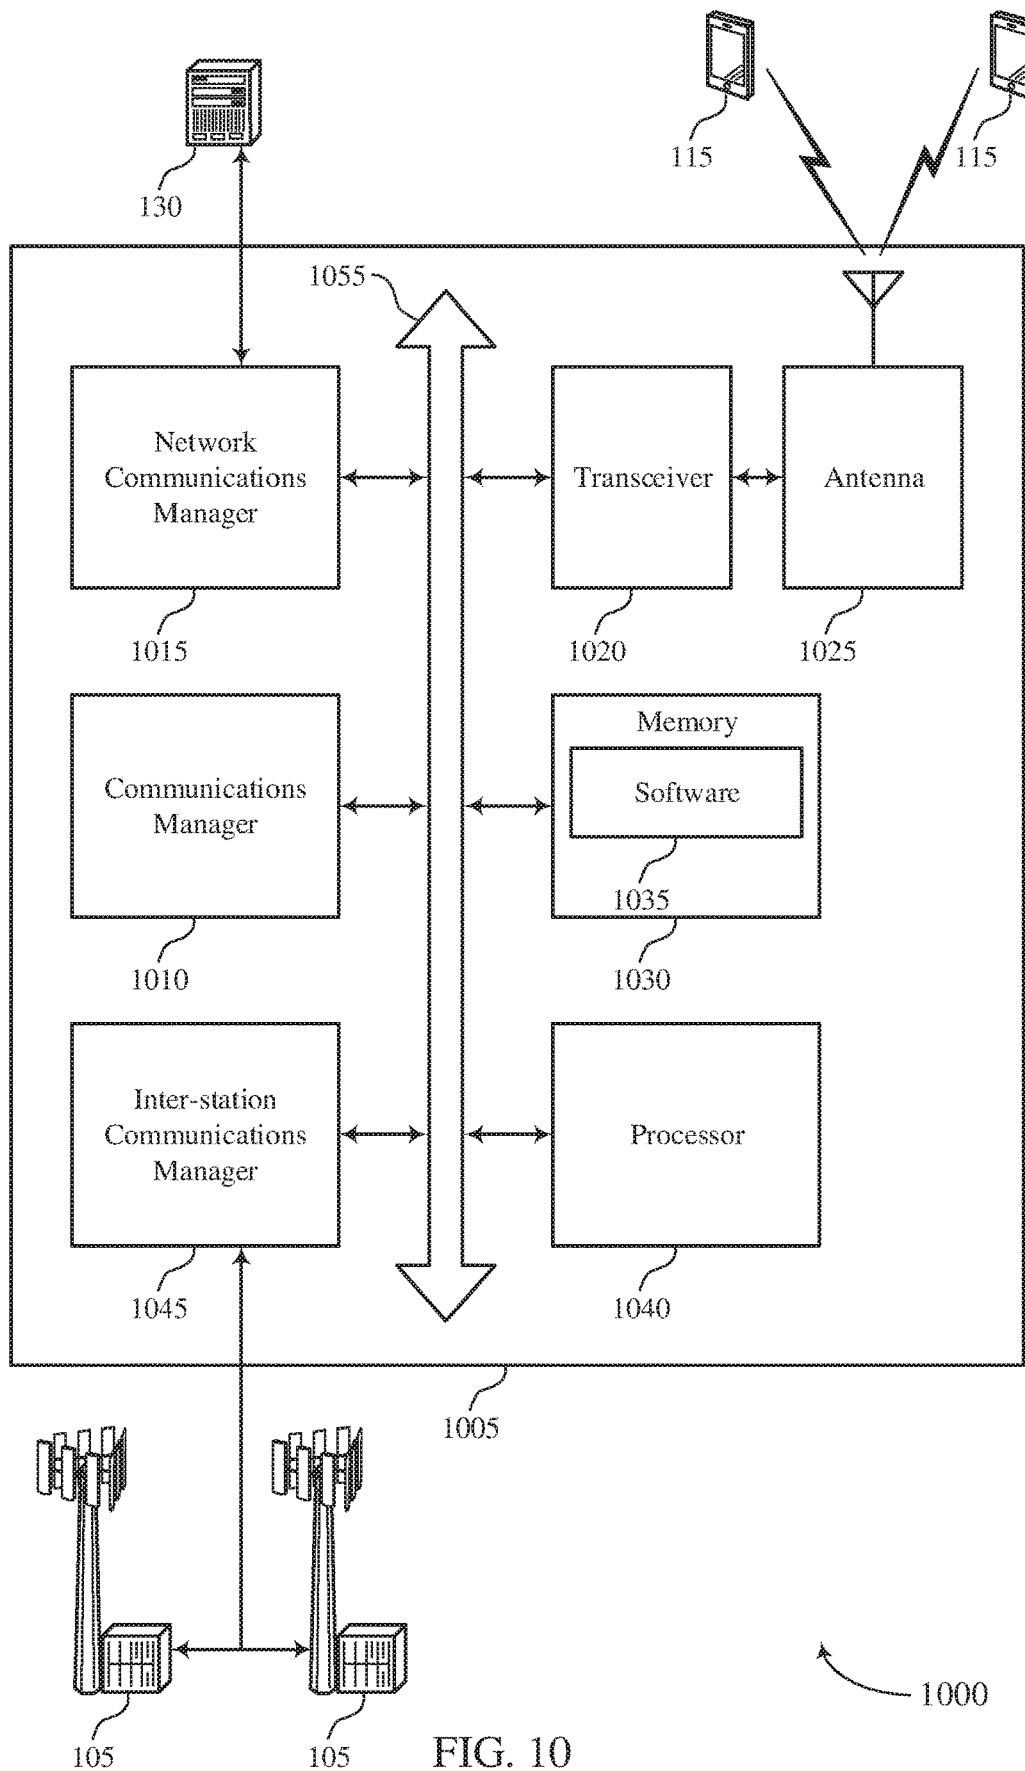 115
115
130
1055
Network
Communications
Manager
Transceiver
Antenna
1015
1020
1025
Memory
Communications
Manager
Software
1035
1010
1030
Inter-station
Communications
Manager
Processor
1045
1040
1005
1000
105
105
FIG. 10